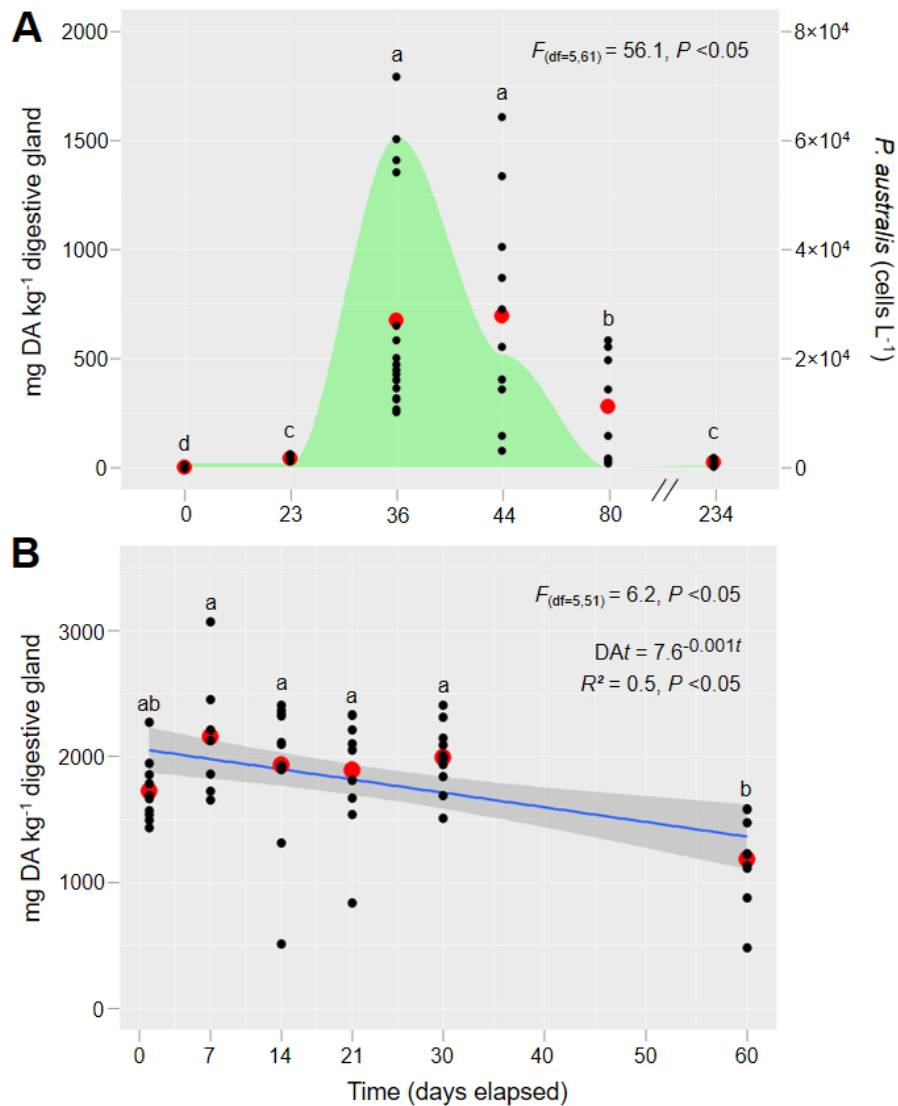 A
mg DA kg⁻¹ digestive gland
2000
1500
1000
500
0
F(df=5,61) = 56.1, P <0.05
d
c
a
a
b
c
8×10⁴
6×10⁴
4×10⁴
2×10⁴
0
P. australis (cells L⁻¹)
0 23 36 44 80 234
B
mg DA kg⁻¹ digestive gland
3000
2000
1000
0
F(df=5,51) = 6.2, P <0.05
DAt = 7.6⁻⁰·⁰⁰¹ᵗ
R² = 0.5, P <0.05
ab
a
a
a
a
b
0 7 14 21 30 40 50 60
Time (days elapsed)